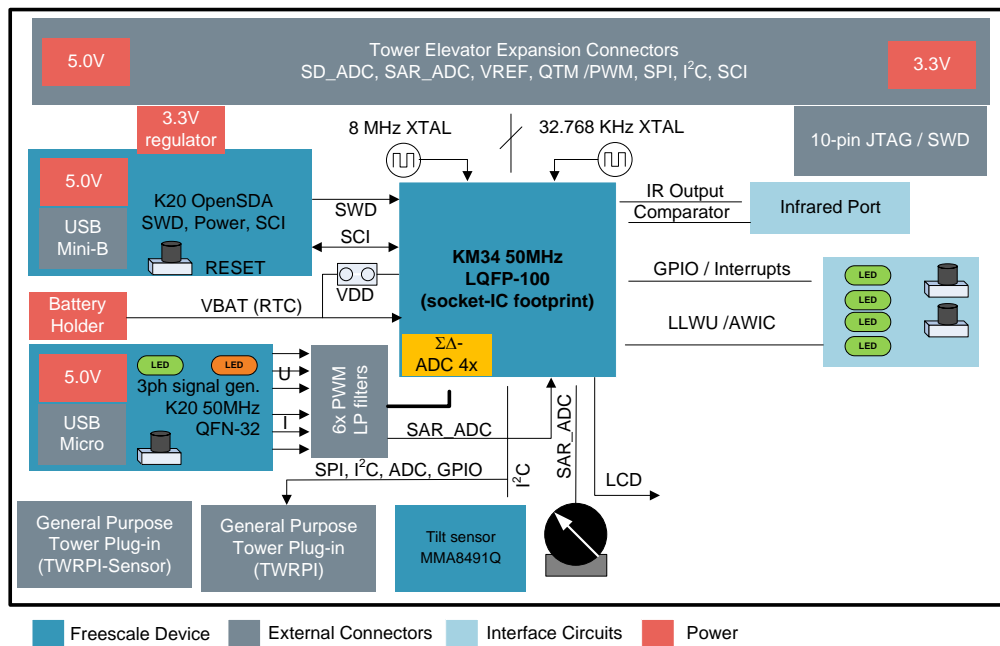 Tower Elevator Expansion Connectors
SD_ADC, SAR_ADC, VREF, QTM /PWM, SPI, I²C, SCI
5.0V
3.3V
3.3V
regulator
8 MHz XTAL
32.768 KHz XTAL
10-pin JTAG / SWD
5.0V
USB
Mini-B
K20 OpenSDA
SWD, Power, SCI
RESET
SWD
SCI
VDD
KM34 50MHz
LQFP-100
(socket-IC footprint)
ΣΔ-
ADC 4x
IR Output
Comparator
Infrared Port
GPIO / Interrupts
LLWU /AWIC
LED
LED
LED
LED
Battery
Holder
VBAT (RTC)
5.0V
USB
Micro
LED
LED
3ph signal gen.
K20 50MHz
QFN-32
U
I
6x PWM
LP filters
SAR_ADC
SPI, I²C, ADC, GPIO
I²C
SAR_ADC
LCD
General Purpose
Tower Plug-in
(TWRPI-Sensor)
General Purpose
Tower Plug-in
(TWRPI)
Tilt sensor
MMA8491Q
Freescale Device
External Connectors
Interface Circuits
Power